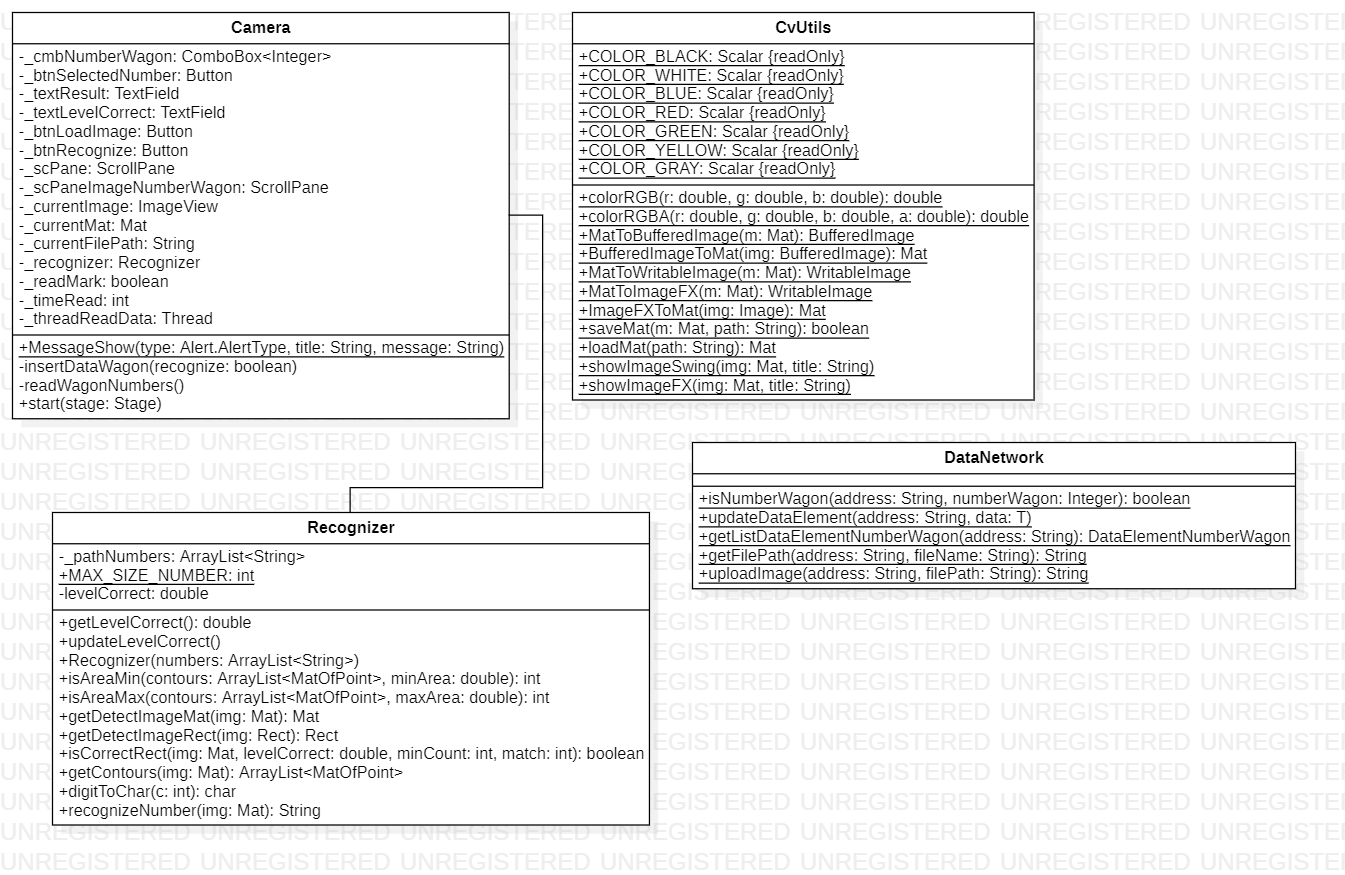 Camera
-_cmbNumberWagon: ComboBox<Integer>
-_btnSelectedNumber: Button
-_textResult: TextField
-_textLevelCorrect: TextField
-_btnLoadImage: Button
-_btnRecognize: Button
-_scPane: ScrollPane
-_scPaneImageNumberWagon: ScrollPane
-_currentImage: ImageView
-_currentMat: Mat
-_currentFilePath: String
-_recognizer: Recognizer
-_readMark: boolean
-_timeRead: int
-_threadReadData: Thread
+MessageShow(type: Alert.AlertType, title: String, message: String)
-insertDataWagon(recognize: boolean)
-readWagonNumbers()
+start(stage: Stage)
CvUtils
+COLOR_BLACK: Scalar {readOnly}
+COLOR_WHITE: Scalar {readOnly}
+COLOR_BLUE: Scalar {readOnly}
+COLOR_RED: Scalar {readOnly}
+COLOR_GREEN: Scalar {readOnly}
+COLOR_YELLOW: Scalar {readOnly}
+COLOR_GRAY: Scalar {readOnly}
+colorRGB(r: double, g: double, b: double): double
+colorRGBA(r: double, g: double, b: double, a: double): double
+MatToBufferedImage(m: Mat): BufferedImage
+BufferedImageToMat(img: BufferedImage): Mat
+MatToWritableImage(m: Mat): WritableImage
+MatToImageFX(m: Mat): WritableImage
+ImageFXToMat(img: Image): Mat
+saveMat(m: Mat, path: String): boolean
+loadMat(path: String): Mat
+showImageSwing(img: Mat, title: String)
+showImageFX(img: Mat, title: String)
DataNetwork
+isNumberWagon(address: String, numberWagon: Integer): boolean
+updateDataElement(address: String, data: T)
+getListDataElementNumberWagon(address: String): DataElementNumberWagon
+getFilePath(address: String, fileName: String): String
+uploadImage(address: String, filePath: String): String
Recognizer
-_pathNumbers: ArrayList<String>
+MAX_SIZE_NUMBER: int
-levelCorrect: double
+getLevelCorrect(): double
+updateLevelCorrect()
+Recognizer(numbers: ArrayList<String>)
+isAreaMin(contours: ArrayList<MatOfPoint>, minArea: double): int
+isAreaMax(contours: ArrayList<MatOfPoint>, maxArea: double): int
+getDetectImageMat(img: Mat): Mat
+getDetectImageRect(img: Rect): Rect
+isCorrectRect(img: Mat, levelCorrect: double, minCount: int, match: int): boolean
+getContours(img: Mat): ArrayList<MatOfPoint>
+digitToChar(c: int): char
+recognizeNumber(img: Mat): String